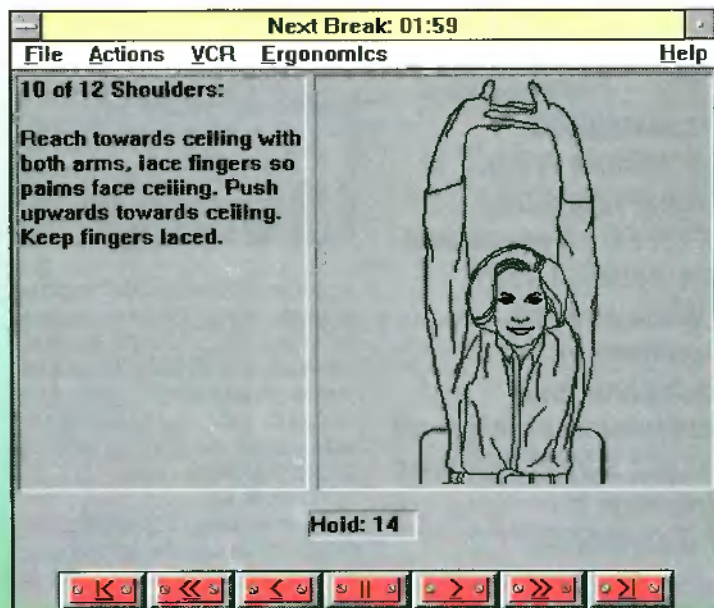 Next Break: 01:59
File Actions VCR Ergonomics Help
10 of 12 Shoulders:
Reach towards ceiling with
both arms, lace fingers so
palms face ceiling. Push
upwards towards ceiling.
Keep fingers laced.
Hold: 14
K << < II > >> >I